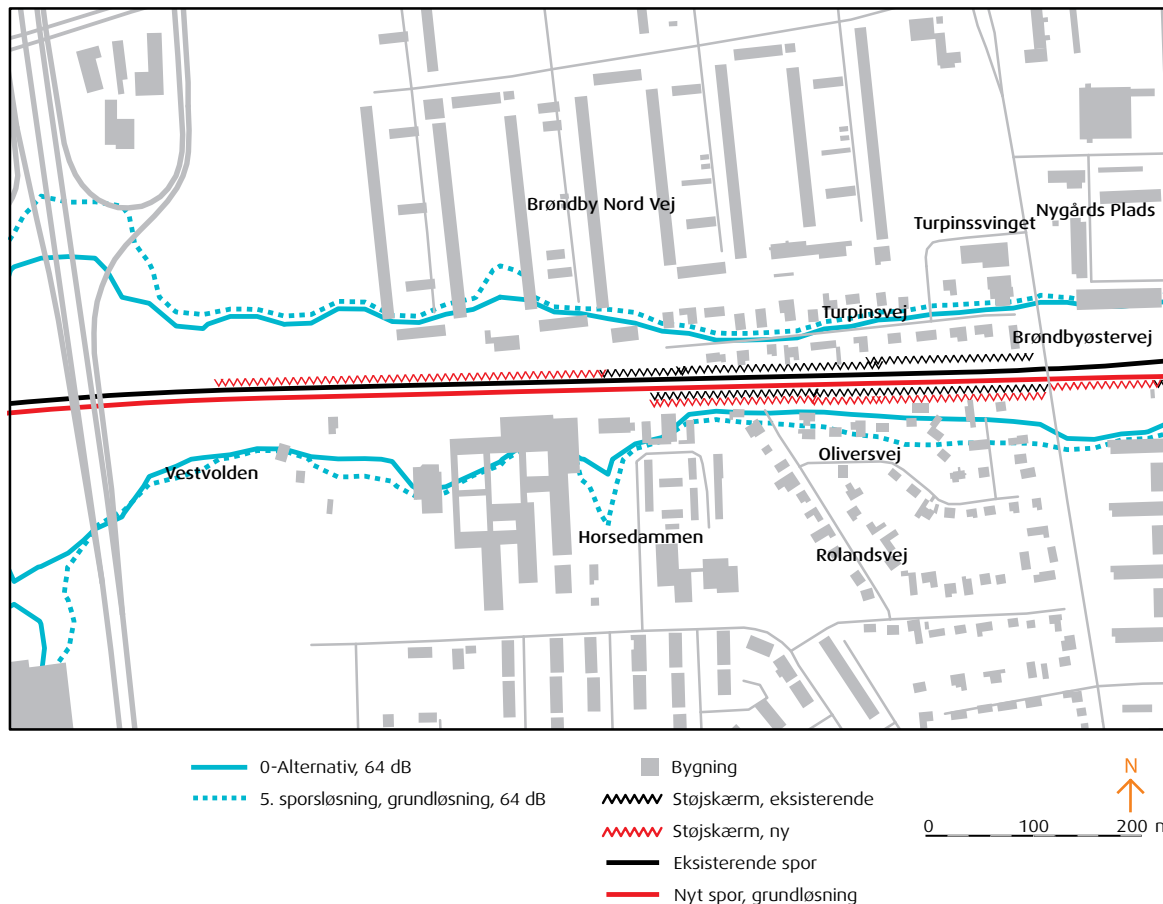 Brøndby Nord Vej
Turpinssvinget
Nygårds Plads
Turpinsvej
Brøndbyøstervej
Vestvolden
Oliversvej
Horsedammen
Rolandsvej
0-Alternativ, 64 dB
5. sporsløsning, grundløsning, 64 dB
Bygning
Støjskærm, eksisterende
Støjskærm, ny
Eksisterende spor
Nyt spor, grundløsning
N
0 100 200 m